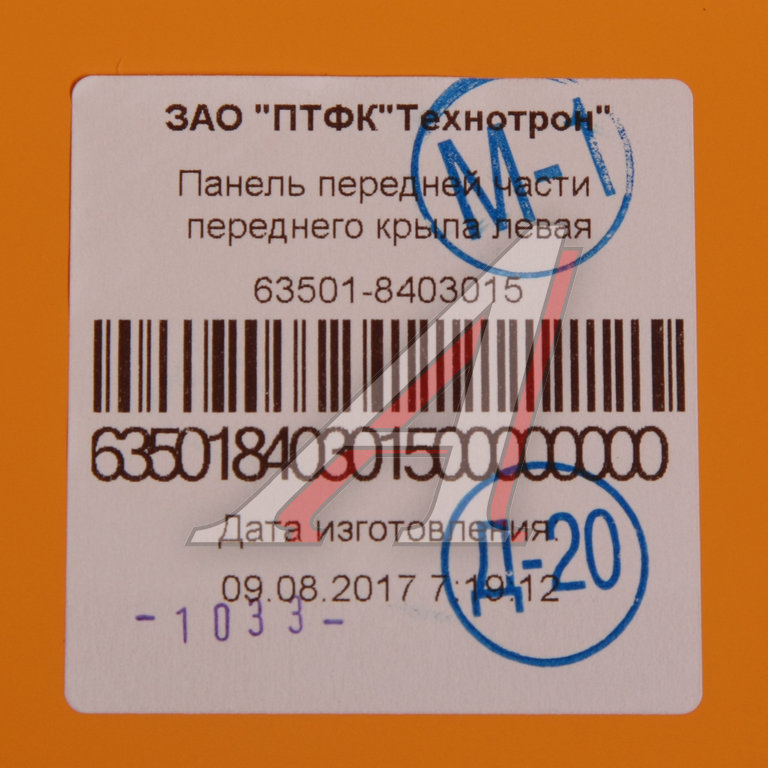 ЗАО "ПТФК"Технотрон"
М-1
Панель передней части
переднего крыла левая
63501-8403015
63501840301500000000
Дата изготовления:
Д-20
09.08.2017 7:19:12
-1033-